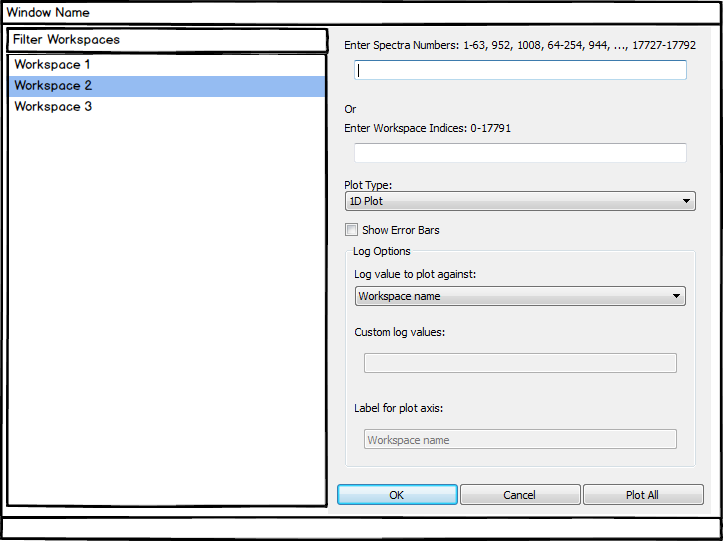 Window Name
Filter Workspaces
Workspace 1
Workspace 2
Workspace 3
Enter Spectra Numbers: 1-63, 952, 1008, 64-254, 944, ..., 17727-17792
Or
Enter Workspace Indices: 0-17791
Plot Type:
1D Plot
Show Error Bars
Log Options
Log value to plot against:
Workspace name
Custom log values:
Label for plot axis:
Workspace name
OK
Cancel
Plot All